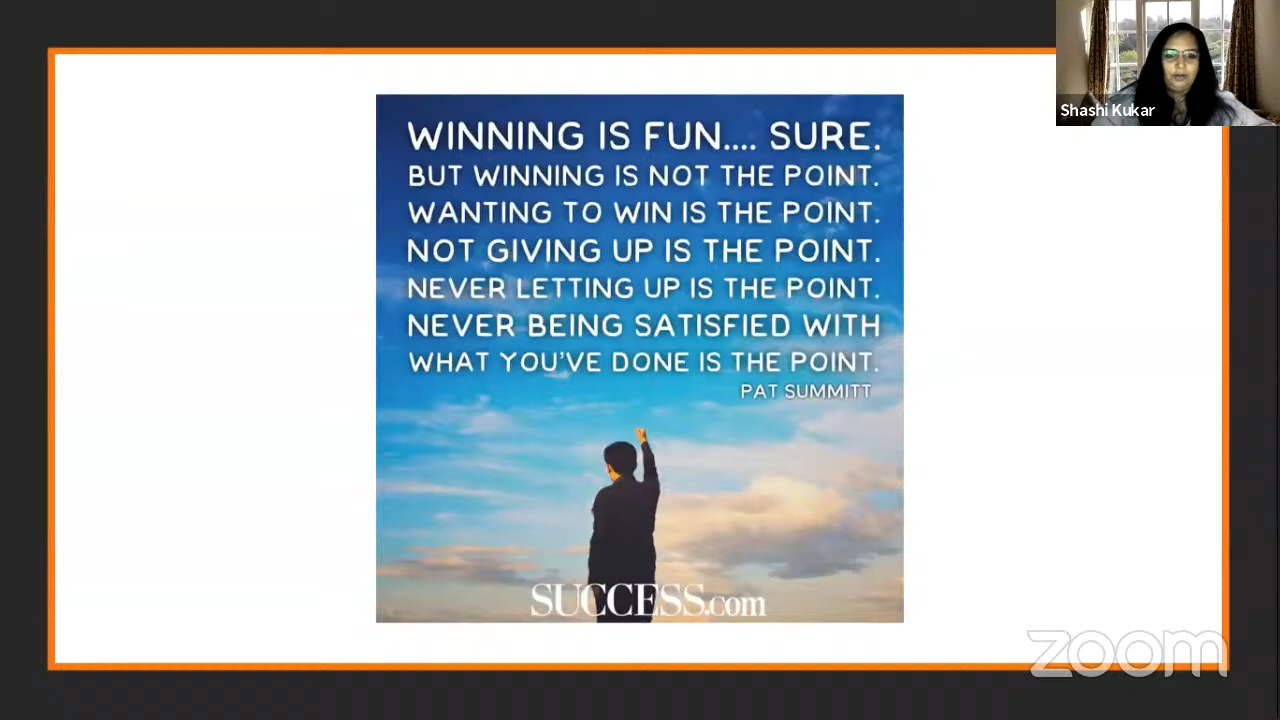 WINNING IS FUN.... SURE.
BUT WINNING IS NOT THE POINT.
WANTING TO WIN IS THE POINT.
NOT GIVING UP IS THE POINT.
NEVER LETTING UP IS THE POINT.
NEVER BEING SATISFIED WITH
WHAT YOU'VE DONE IS THE POINT.
PAT SUMMITT
SUCCESS.com
Shashi Kukar
zoom